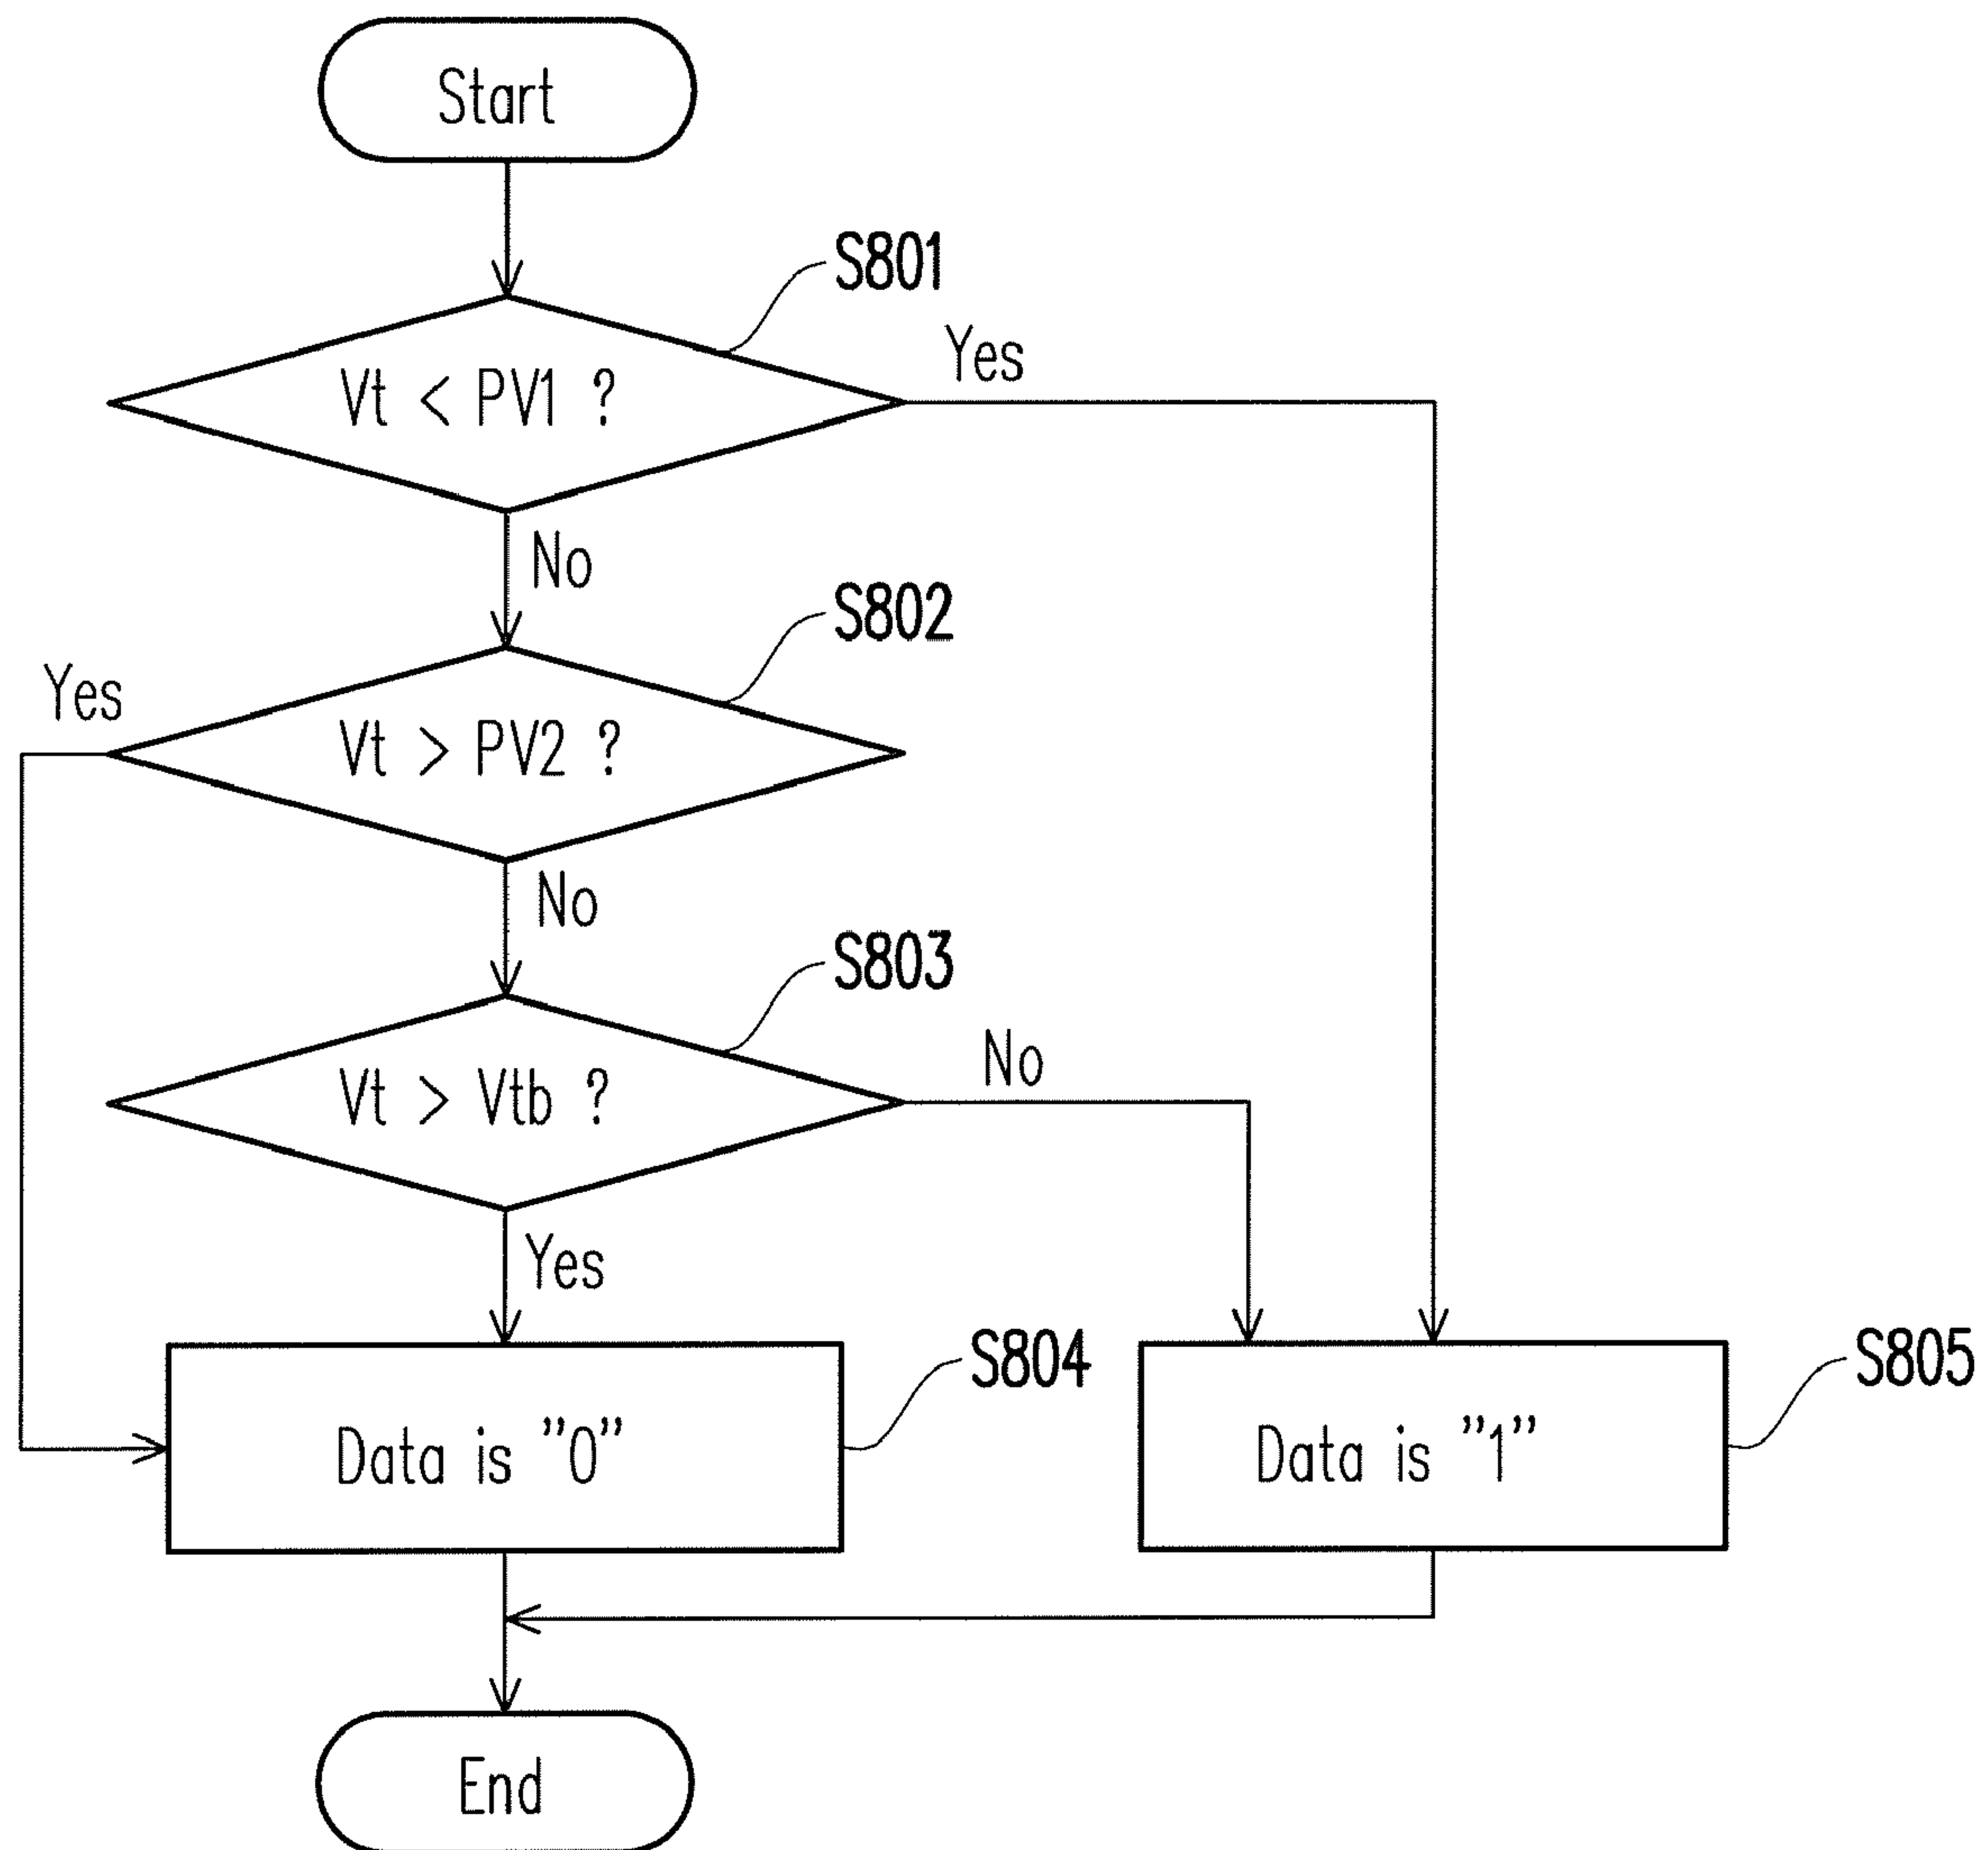 Start
S801
Yes
Vt < PV1 ?
No
S802
Yes
Vt > PV2 ?
No
S803
No
Vt > Vtb ?
Yes
S804
S805
Data is "0"
Data is "1"
End